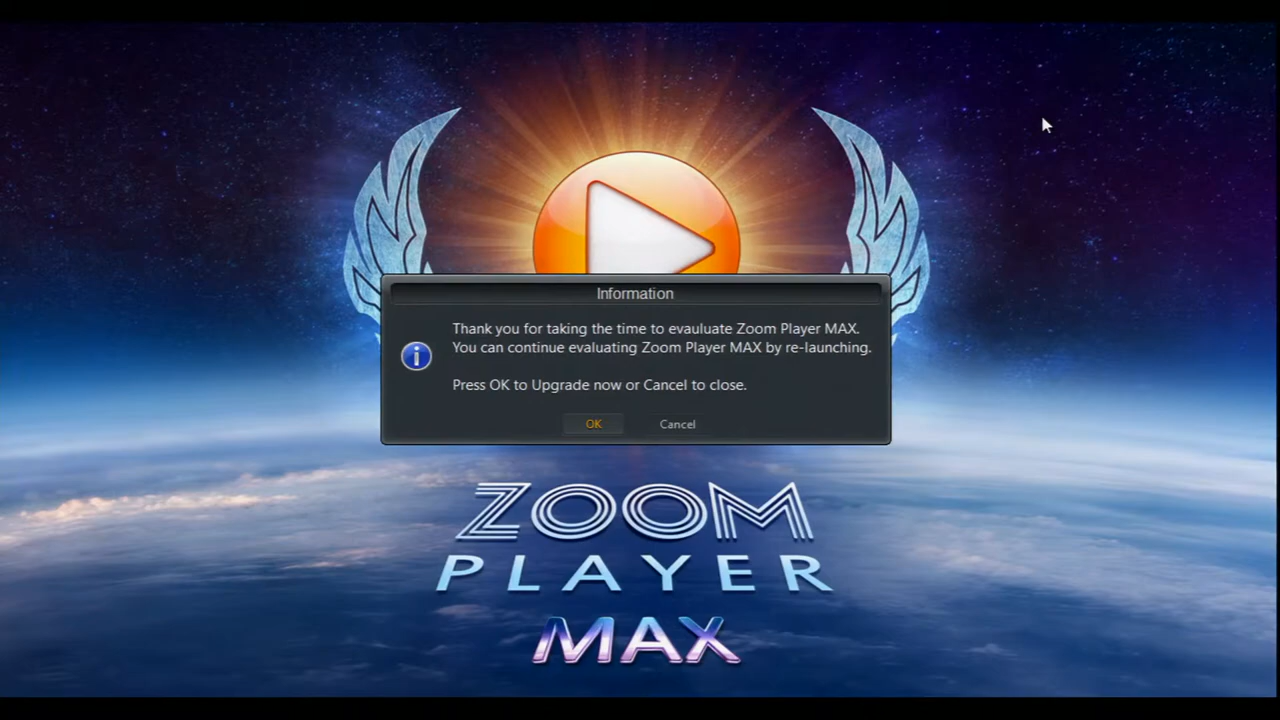 Information
Thank you for taking the time to evauluate Zoom Player MAX.
You can continue evaluating Zoom Player MAX by re-launching.
Press OK to Upgrade now or Cancel to close.
OK Cancel
ZOOM
PLAYER
MAX